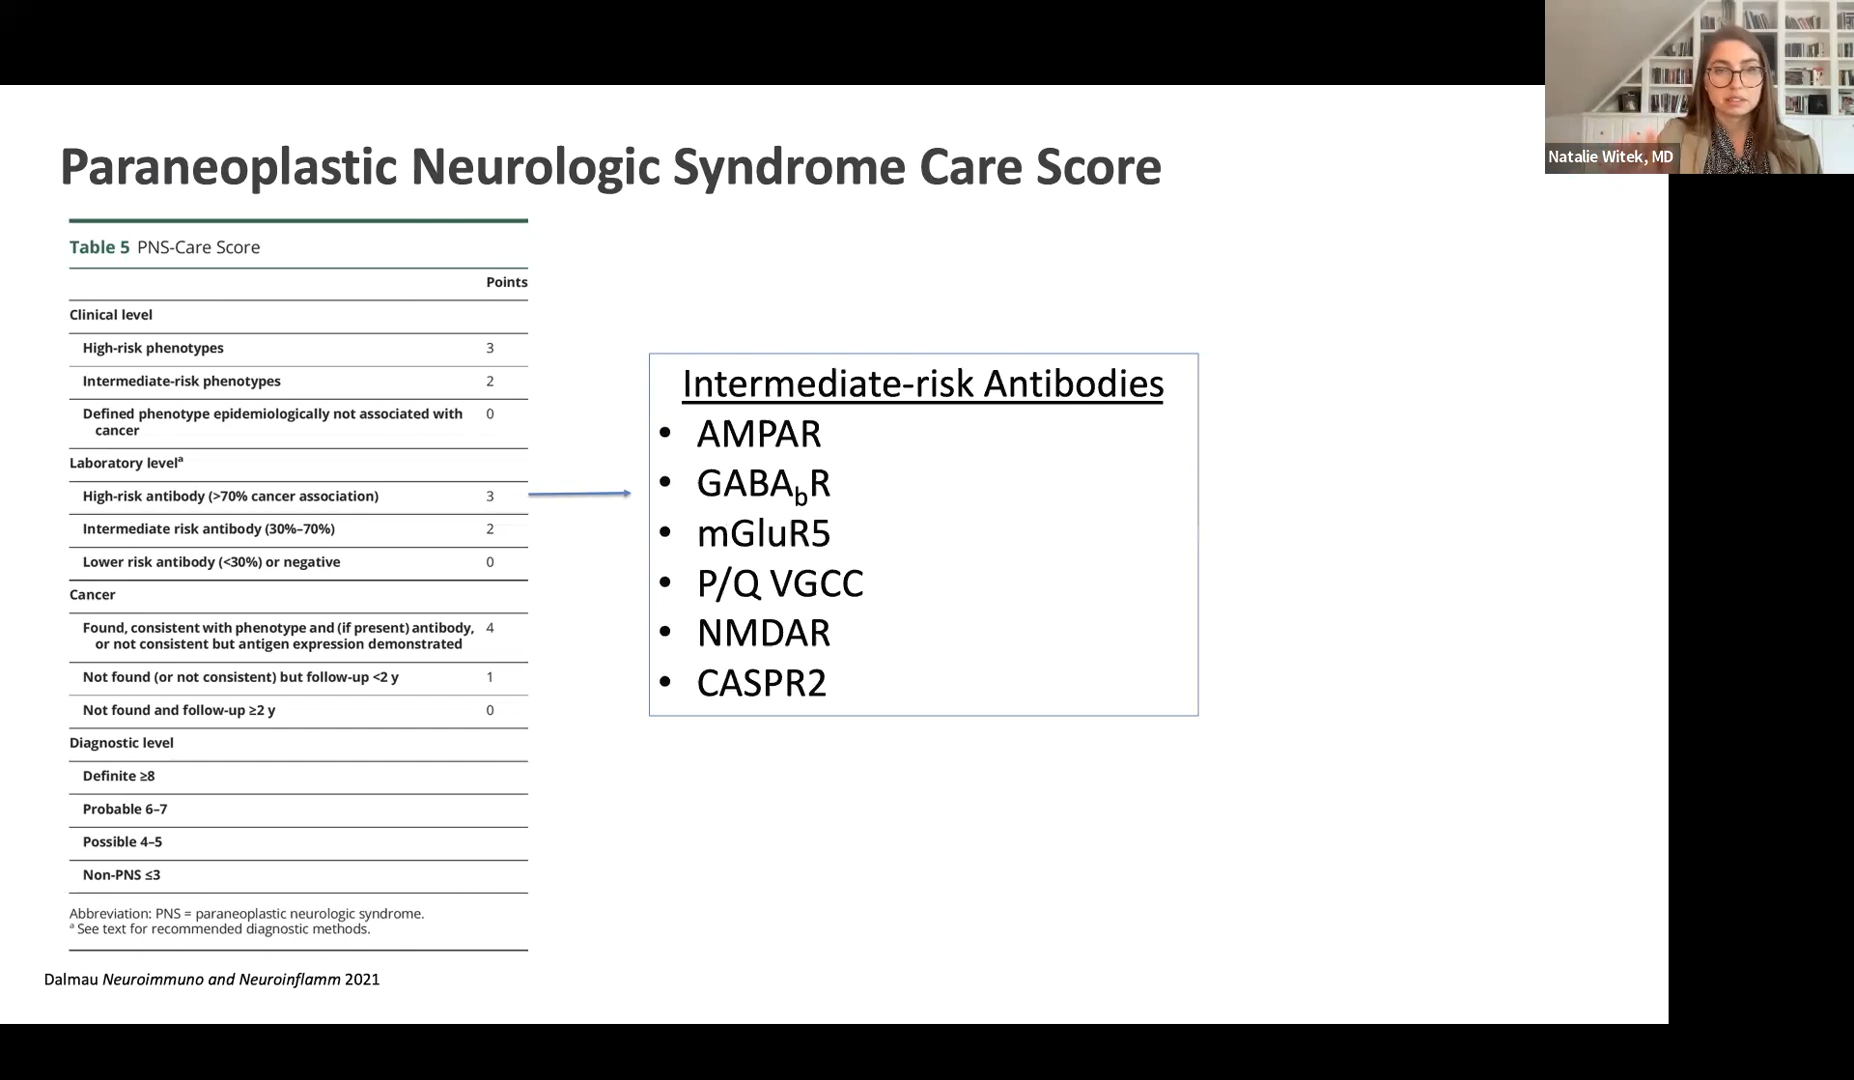 Natalie Witek, MD
Paraneoplastic Neurologic Syndrome Care Score
Table 5 PNS-Care Score
Points
Clinical level
High-risk phenotypes 3
Intermediate-risk phenotypes 2
Defined phenotype epidemiologically not associated with 0
cancer
Laboratory levelᵃ
High-risk antibody (>70% cancer association) 3
Intermediate risk antibody (30%–70%) 2
Lower risk antibody (<30%) or negative 0
Cancer
Found, consistent with phenotype and (if present) antibody, 4
or not consistent but antigen expression demonstrated
Not found (or not consistent) but follow-up <2 y 1
Not found and follow-up ≥2 y 0
Diagnostic level
Definite ≥8
Probable 6–7
Possible 4–5
Non-PNS ≤3
Abbreviation: PNS = paraneoplastic neurologic syndrome.
ᵃ See text for recommended diagnostic methods.
Intermediate-risk Antibodies
• AMPAR
• GABAbR
• mGluR5
• P/Q VGCC
• NMDAR
• CASPR2
Dalmau Neuroimmuno and Neuroinflamm 2021